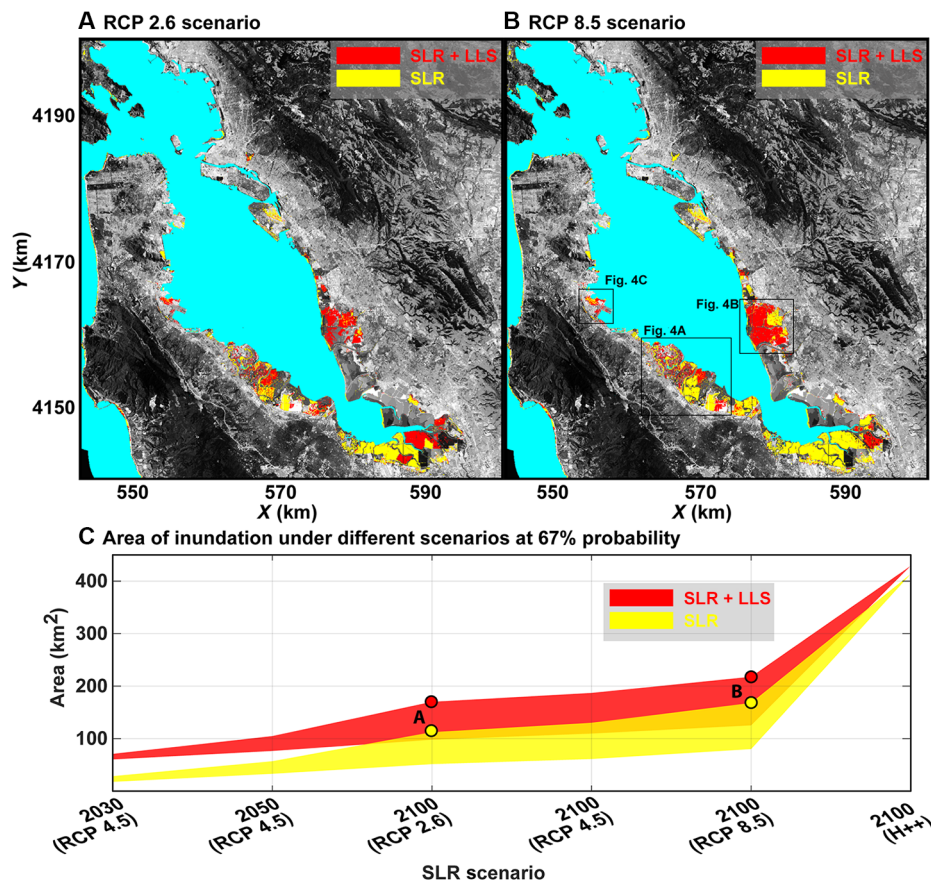 A RCP 2.6 scenario
B RCP 8.5 scenario
SLR + LLS
SLR
SLR + LLS
SLR
4190
4170
4150
Y (km)
Fig. 4C
Fig. 4B
Fig. 4A
550
570
590
550
570
590
X (km)
X (km)
C Area of inundation under different scenarios at 67% probability
SLR + LLS
SLR
400
300
200
100
Area (km²)
A
B
2030
(RCP 4.5)
2050
(RCP 4.5)
2100
(RCP 2.6)
2100
(RCP 4.5)
2100
(RCP 8.5)
2100
(H++)
SLR scenario